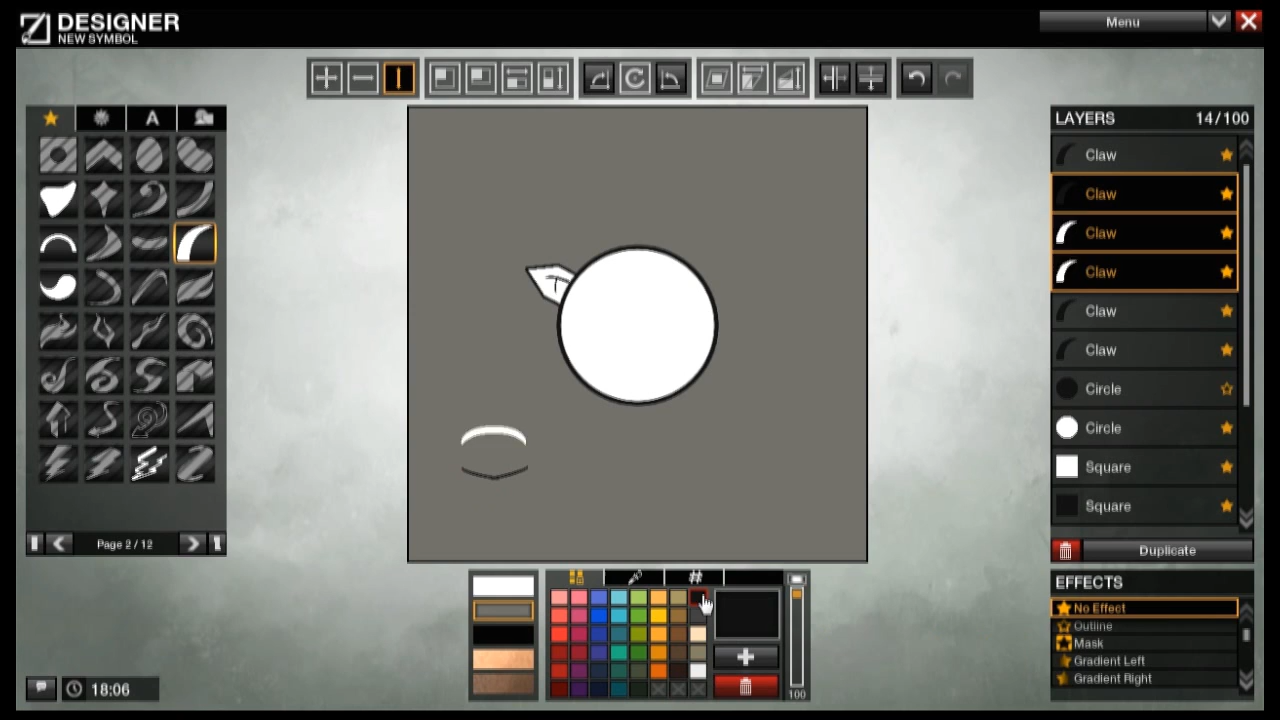 DESIGNER
NEW SYMBOL
Menu
A
LAYERS 14/100
Claw
Claw
Claw
Claw
Claw
Claw
Circle
Circle
Square
Square
Duplicate
Page 2 / 12
#
EFFECTS
No Effect
Outline
Mask
Gradient Left
Gradient Right
100
18:06